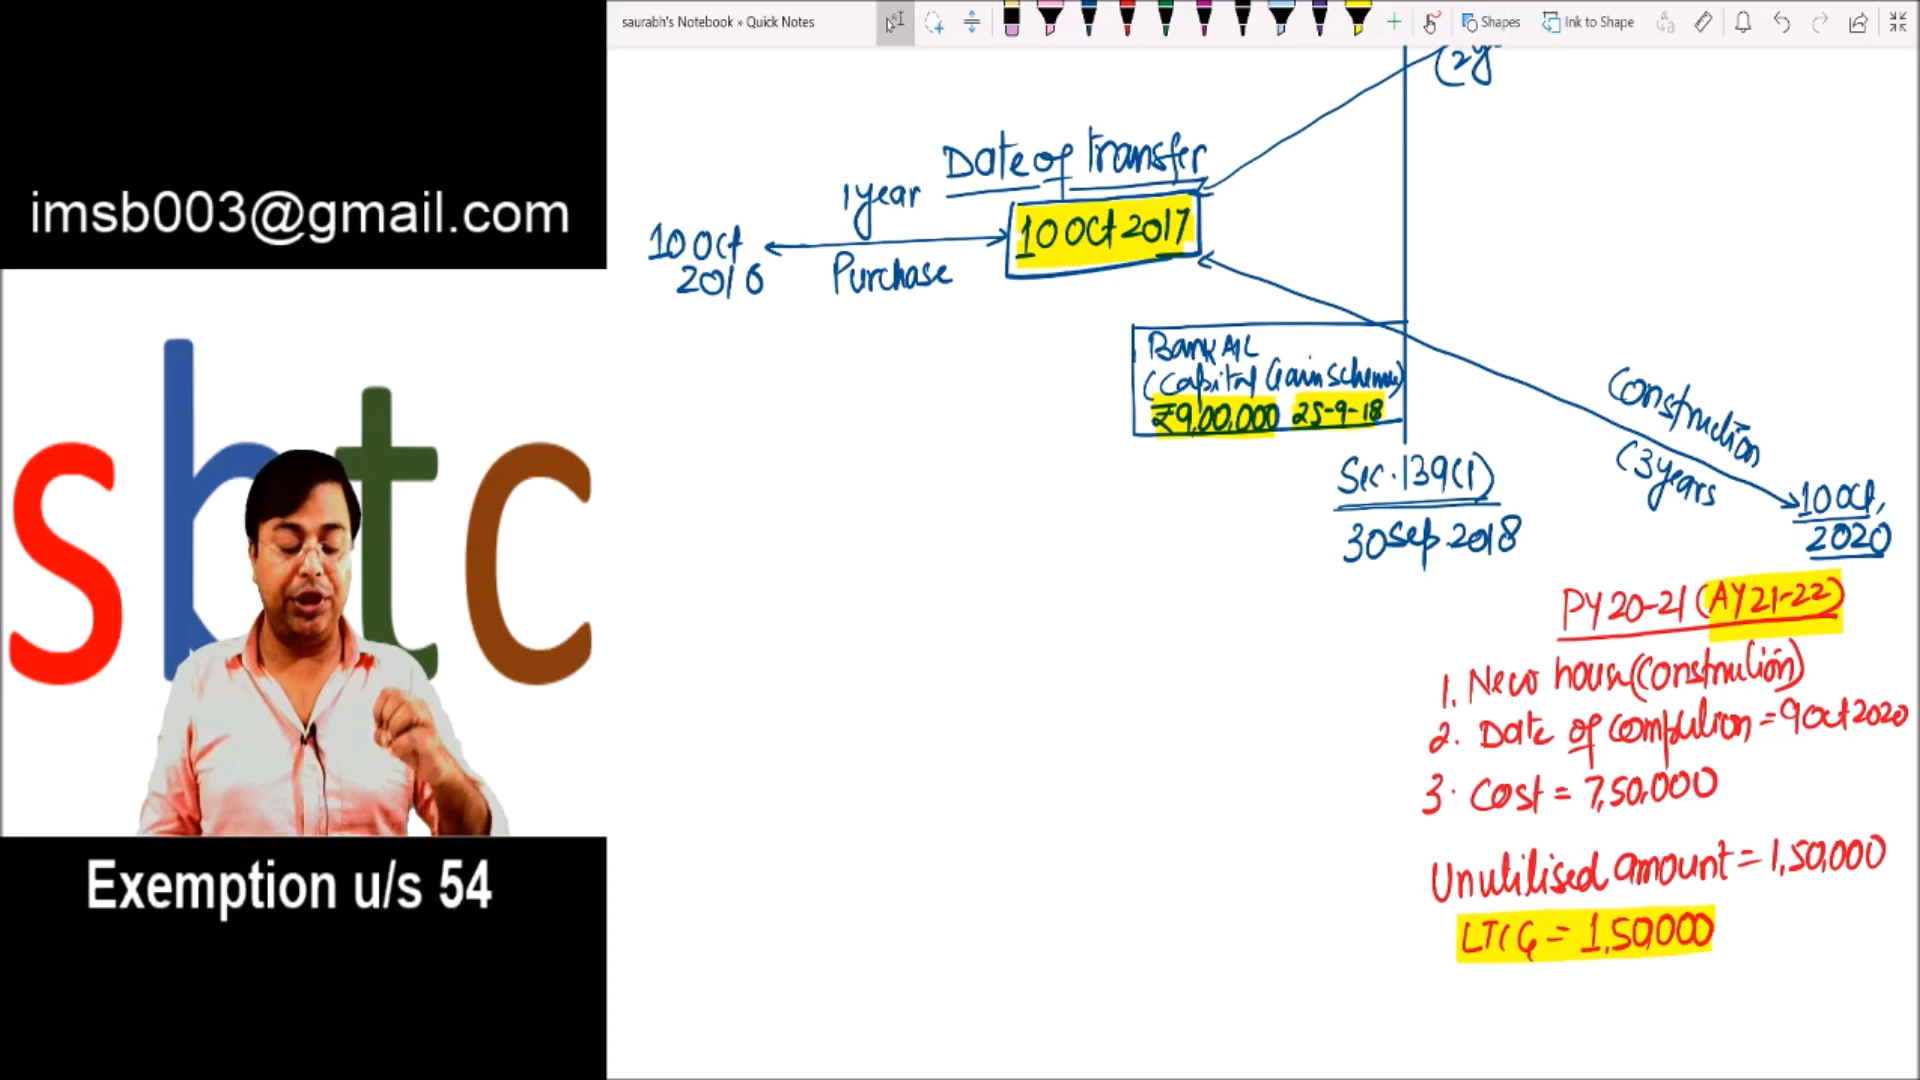 saurabh's Notebook » Quick Notes
Shapes
Ink to Shape
imsb003@gmail.com
sbtc
Exemption u/s 54
(2y
Date of transfer
1 year
10 Oct 2017
10 Oct
2016
Purchase
Bank A/c
(Capital Gain scheme)
₹9,00,000 25-9-18
Construction
(3 years
Sec. 139(1)
30 Sep 2018
10 Oct,
2020
PY 20-21 (AY 21-22)
1. New house (Construction)
2. Date of completion = 9 Oct 2020
3. Cost = 7,50,000
Unutilised amount = 1,50,000
LTCG = 1,50,000